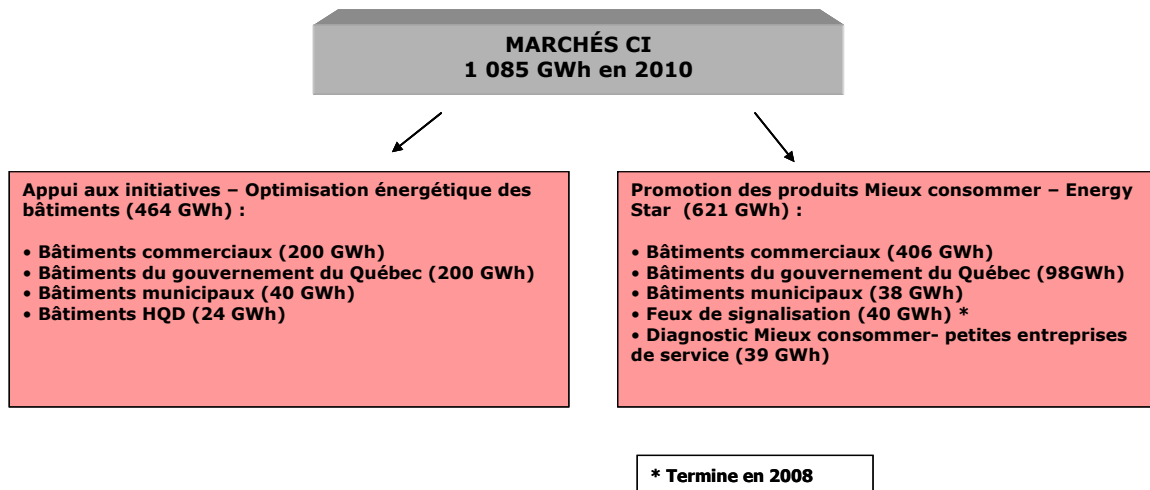 MARCHÉS CI
1 085 GWh en 2010
Appui aux initiatives – Optimisation énergétique des
bâtiments (464 GWh) :
• Bâtiments commerciaux (200 GWh)
• Bâtiments du gouvernement du Québec (200 GWh)
• Bâtiments municipaux (40 GWh)
• Bâtiments HQD (24 GWh)
Promotion des produits Mieux consommer – Energy
Star (621 GWh) :
• Bâtiments commerciaux (406 GWh)
• Bâtiments du gouvernement du Québec (98GWh)
• Bâtiments municipaux (38 GWh)
• Feux de signalisation (40 GWh) *
• Diagnostic Mieux consommer- petites entreprises
de service (39 GWh)
* Termine en 2008